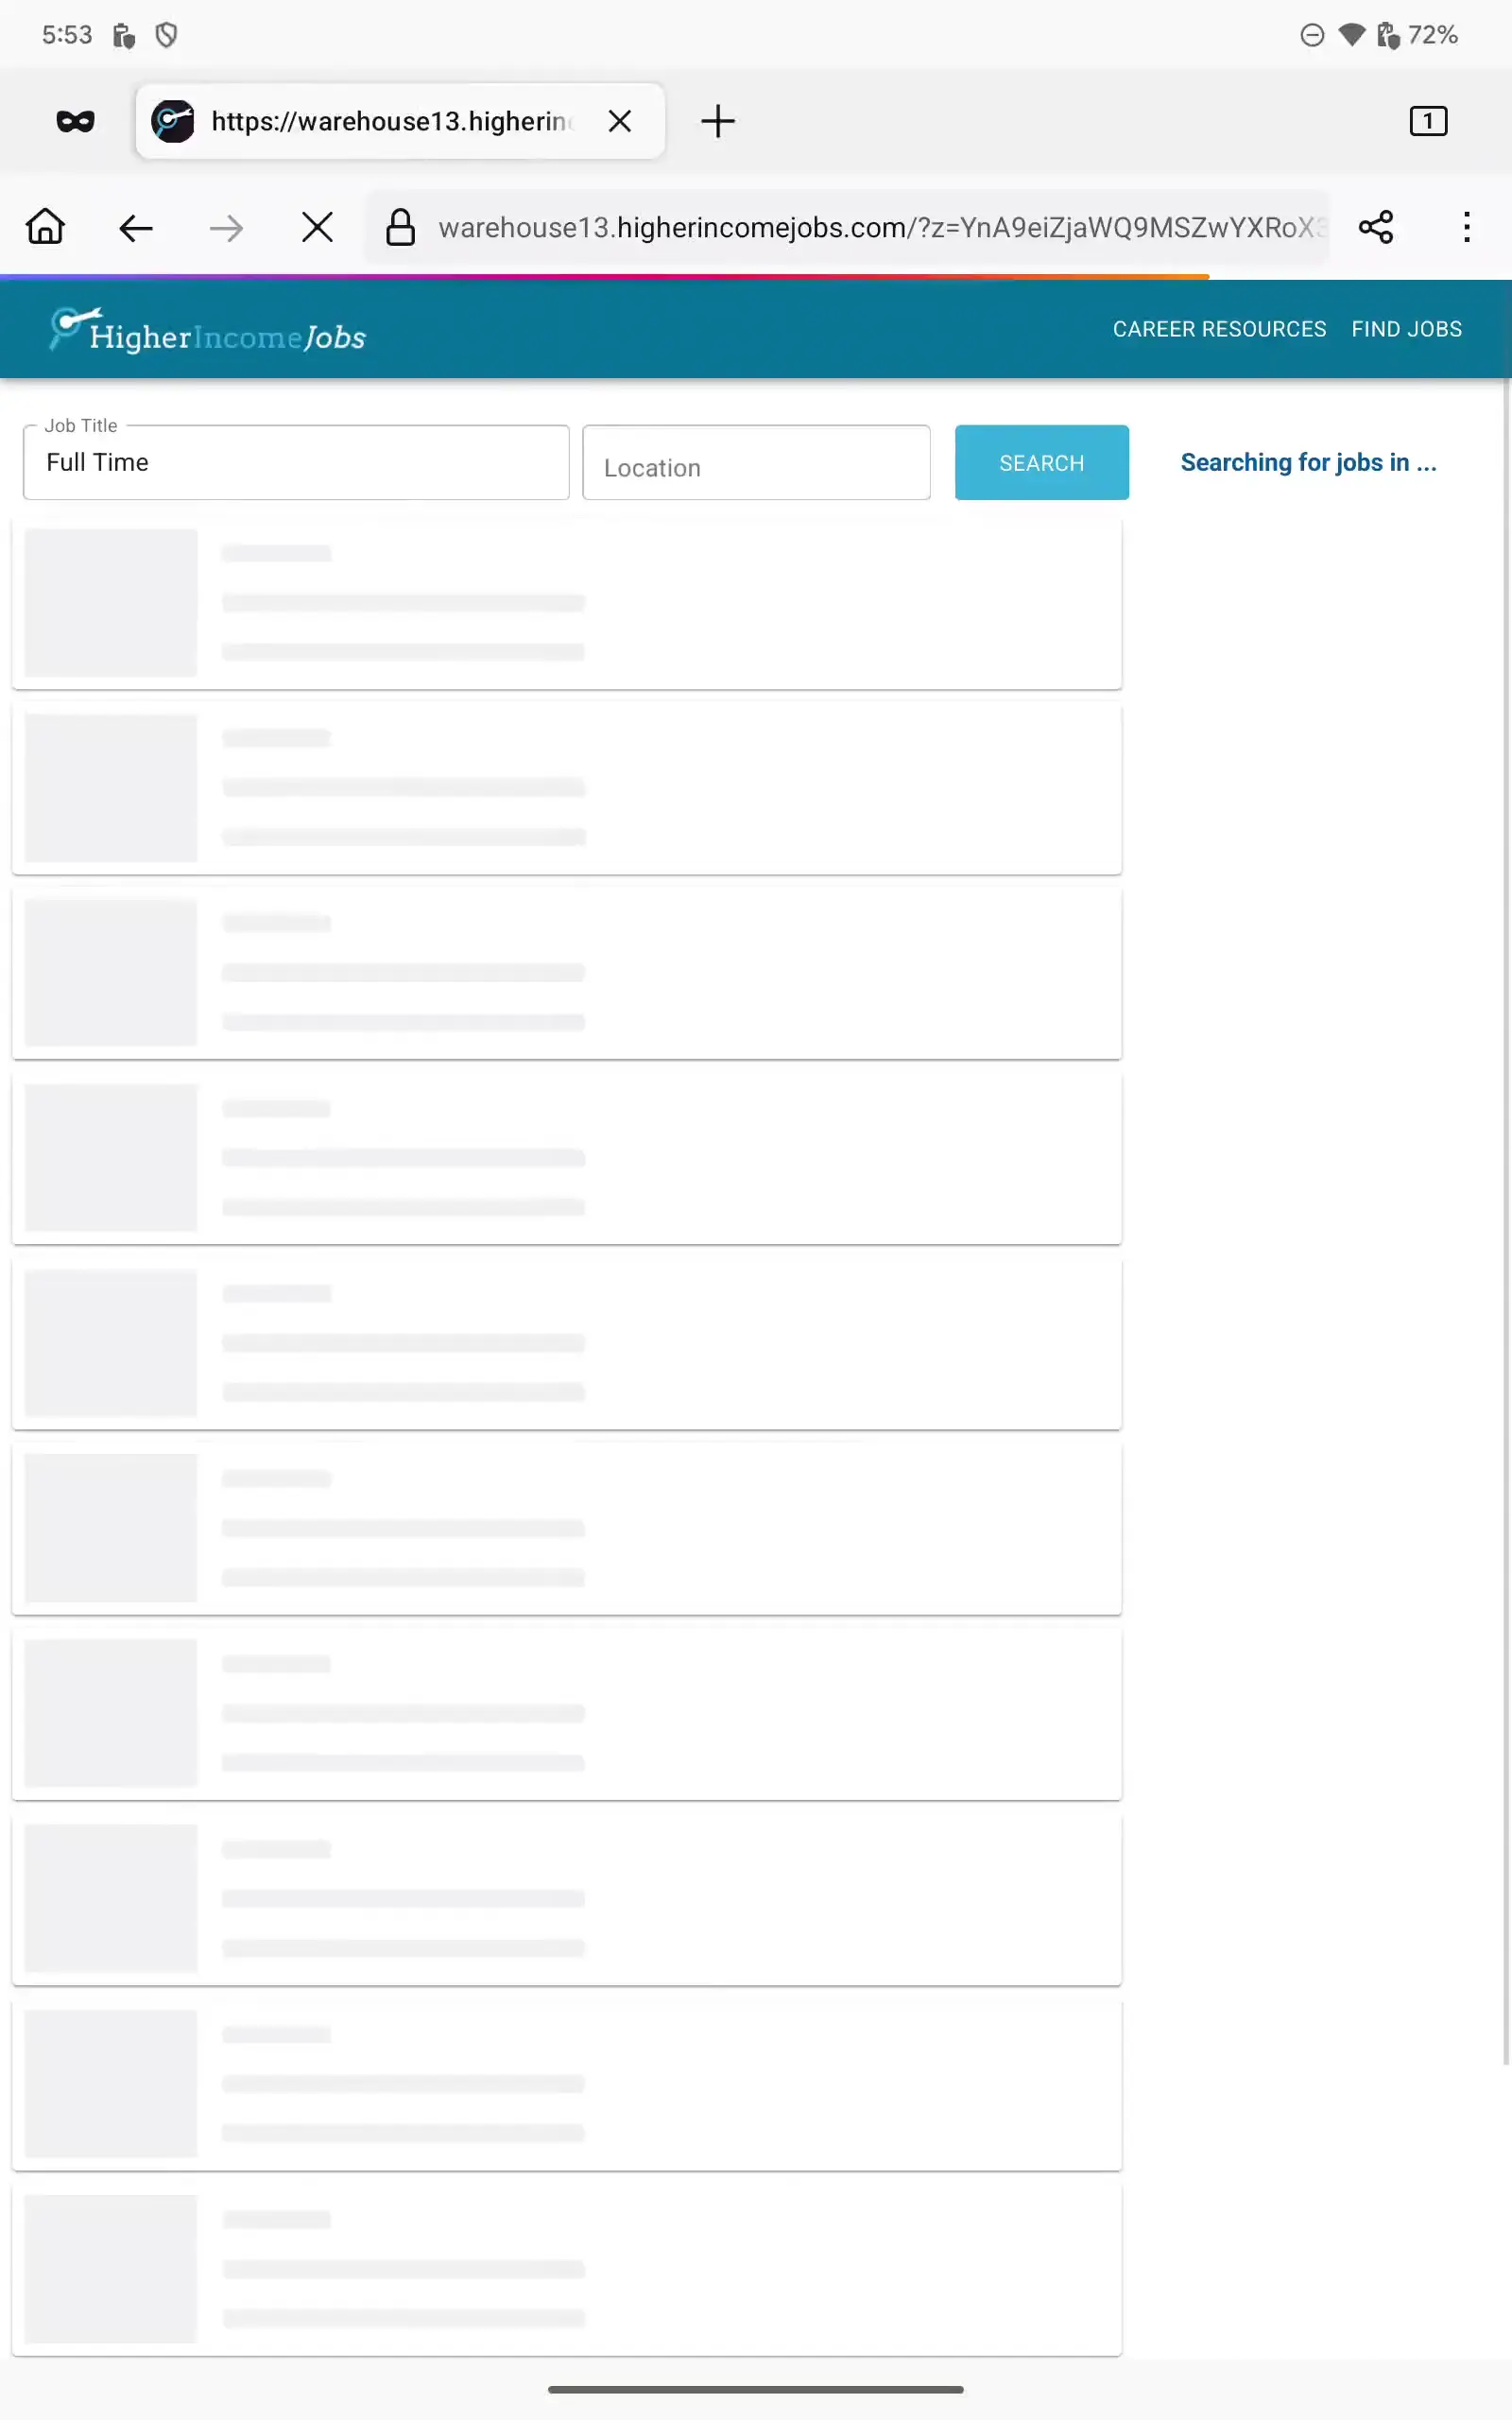 5:53
72%
https://warehouse13.higherin
1
warehouse13.higherincomejobs.com/?z=YnA9eiZjaWQ9MSZwYXRoX3
HigherIncomeJobs
CAREER RESOURCES FIND JOBS
Job Title
Full Time
Location
SEARCH
Searching for jobs in ...